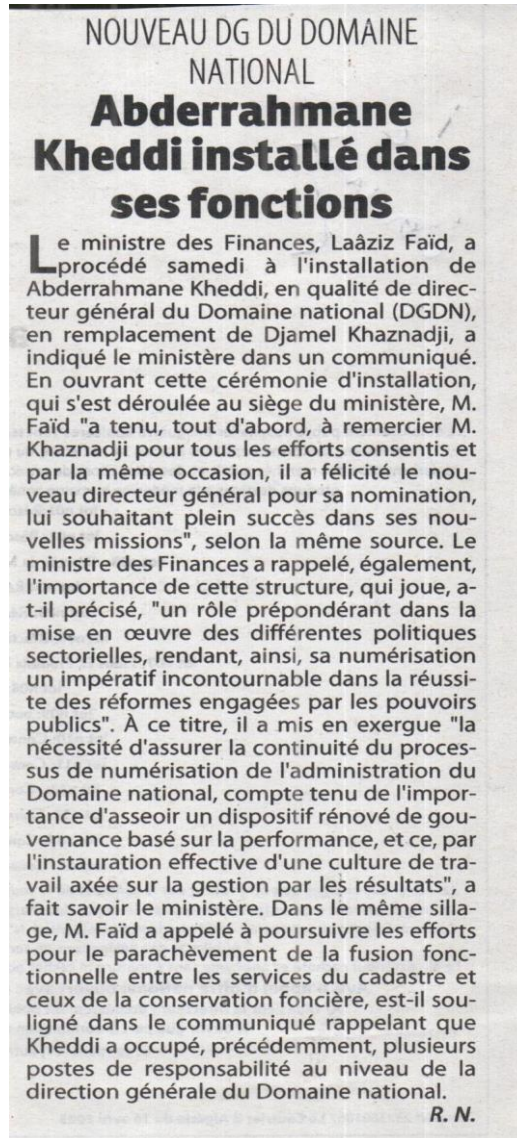 NOUVEAU DG DU DOMAINE
NATIONAL
Abderrahmane
Kheddi installé dans
ses fonctions
Le ministre des Finances, Laâziz Faïd, a
procédé samedi à l'installation de
Abderrahmane Kheddi, en qualité de direc-
teur général du Domaine national (DGDN),
en remplacement de Djamel Khaznadji, a
indiqué le ministère dans un communiqué.
En ouvrant cette cérémonie d'installation,
qui s'est déroulée au siège du ministère, M.
Faïd "a tenu, tout d'abord, à remercier M.
Khaznadji pour tous les efforts consentis et
par la même occasion, il a félicité le nou-
veau directeur général pour sa nomination,
lui souhaitant plein succès dans ses nou-
velles missions", selon la même source. Le
ministre des Finances a rappelé, également,
l'importance de cette structure, qui joue, a-
t-il précisé, "un rôle prépondérant dans la
mise en œuvre des différentes politiques
sectorielles, rendant, ainsi, sa numérisation
un impératif incontournable dans la réussi-
te des réformes engagées par les pouvoirs
publics". À ce titre, il a mis en exergue "la
nécessité d'assurer la continuité du proces-
sus de numérisation de l'administration du
Domaine national, compte tenu de l'impor-
tance d'asseoir un dispositif rénové de gou-
vernance basé sur la performance, et ce, par
l'instauration effective d'une culture de tra-
vail axée sur la gestion par les résultats", a
fait savoir le ministère. Dans le même silla-
ge, M. Faïd a appelé à poursuivre les efforts
pour le parachèvement de la fusion fonc-
tionnelle entre les services du cadastre et
ceux de la conservation foncière, est-il sou-
ligné dans le communiqué rappelant que
Kheddi a occupé, précédemment, plusieurs
postes de responsabilité au niveau de la
direction générale du Domaine national.
R. N.